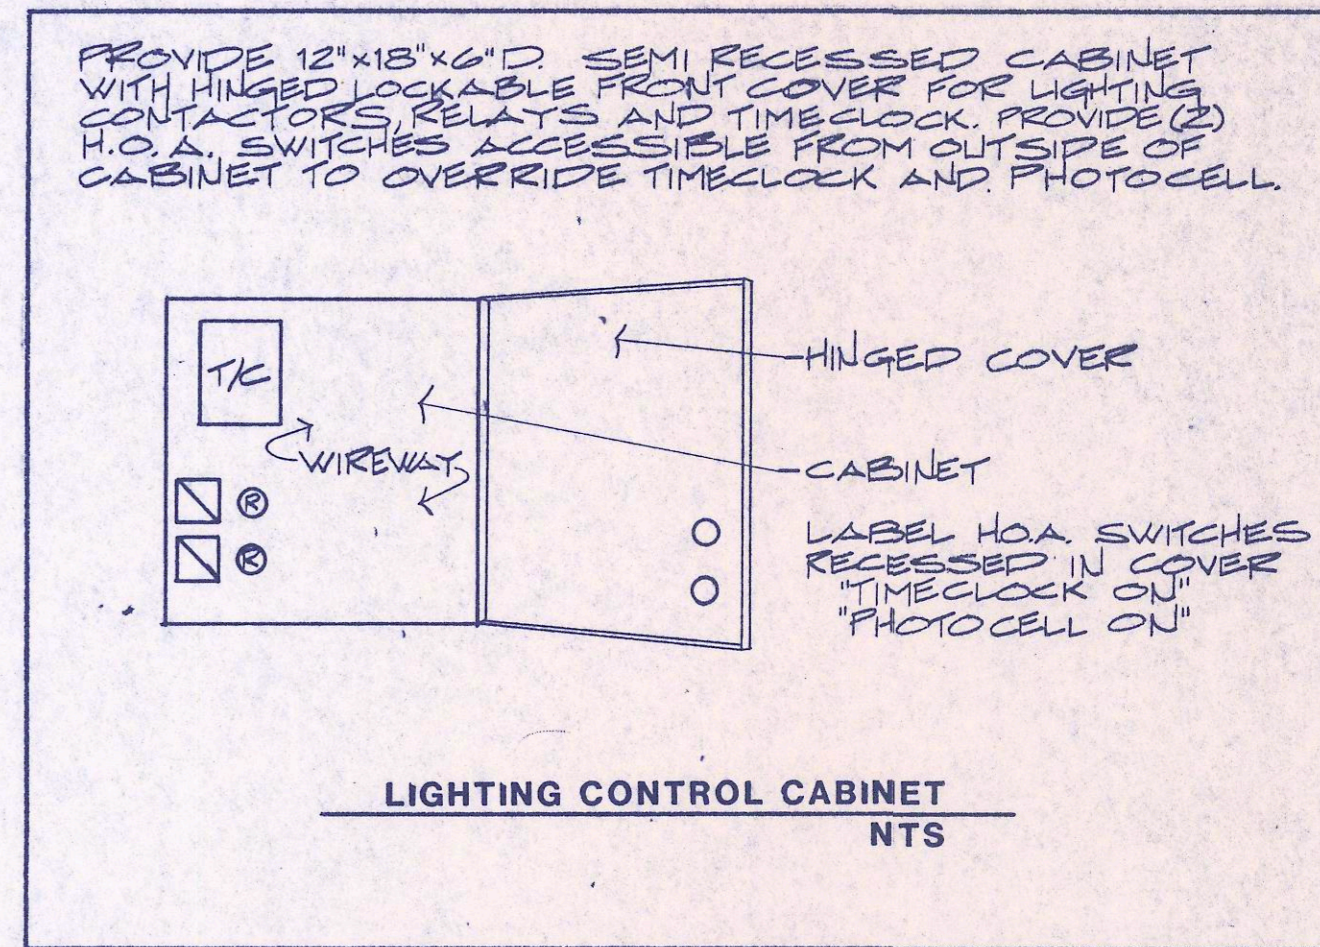 PROVIDE 12"x18"x6"D. SEMI RECESSED CABINET
WITH HINGED LOCKABLE FRONT COVER FOR LIGHTING
CONTACTORS, RELAYS AND TIMECLOCK. PROVIDE (2)
H.O.A. SWITCHES ACCESSIBLE FROM OUTSIDE OF
CABINET TO OVERRIDE TIMECLOCK AND PHOTOCELL.
T/C
HINGED COVER
WIREWAY
CABINET
R
R
LABEL H.O.A. SWITCHES
RECESSED IN COVER
"TIMECLOCK ON"
"PHOTOCELL ON"
LIGHTING CONTROL CABINET
NTS